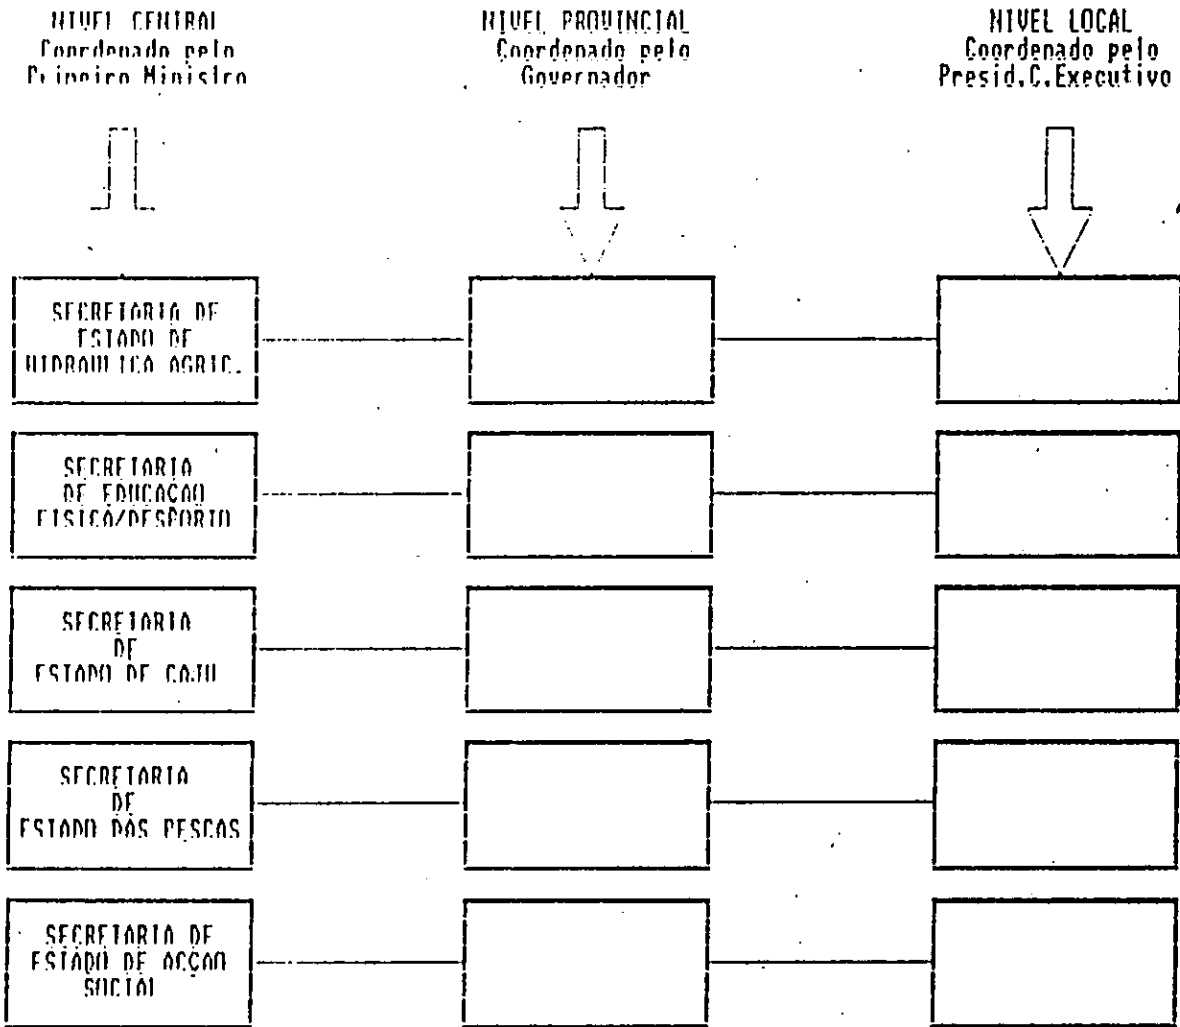 NIVEL CENTRAL
Coordenado pelo
Primeiro Ministro
NIVEL PROVINCIAL
Coordenado pelo
Governador
NIVEL LOCAL
Coordenado pelo
Presid.C.Executivo
SECRETARIA DE
ESTADO DE
HIDRAULICA AGRIC.
SECRETARIA
DE EDUCAÇAO
FISICA/DESPORTO
SECRETARIA
DE
ESTADO DE CAJU
SECRETARIA
DE
ESTADO DAS PESCAS
SECRETARIA DE
ESTADO DE ACÇAO
SOCIAL